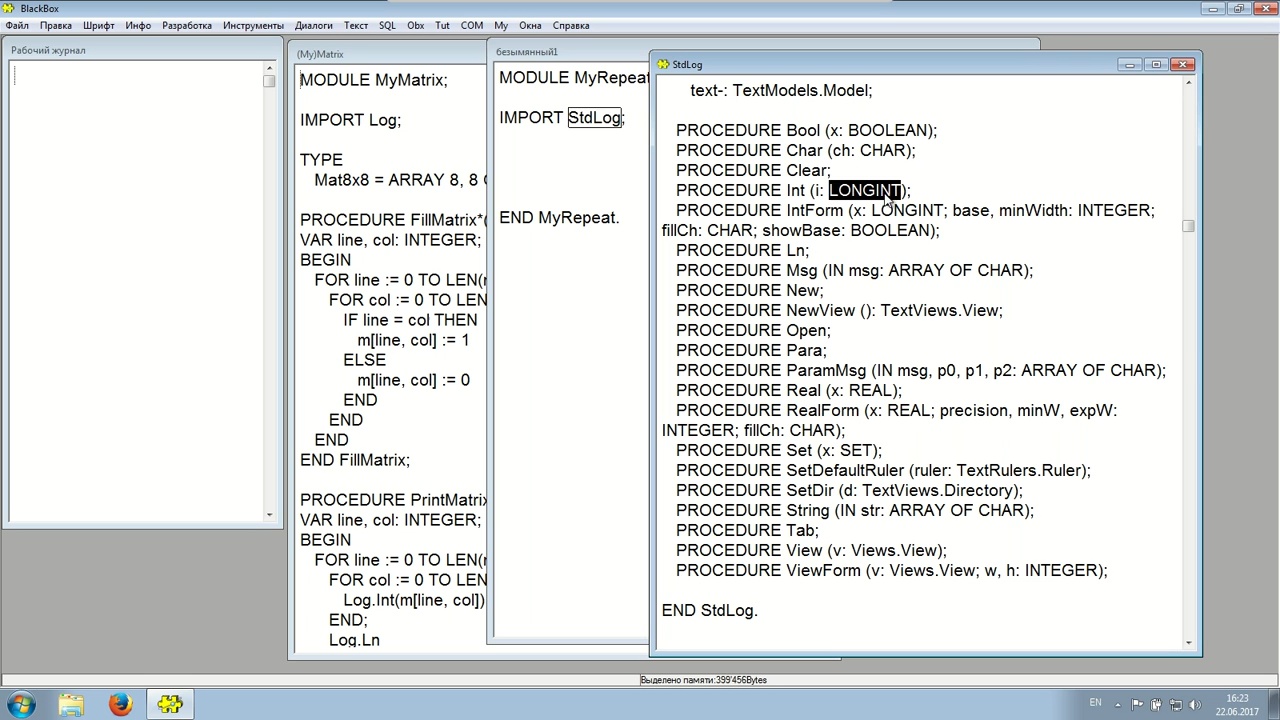 BlackBox
Файл Правка Шрифт Инфо Разработка Инструменты Диалоги Текст SQL Obx Tut COM My Окна Справка
Рабочий журнал
(My)Matrix
MODULE MyMatrix;
IMPORT Log;
TYPE
Mat8x8 = ARRAY 8, 8
PROCEDURE FillMatrix*(
VAR line, col: INTEGER;
BEGIN
FOR line := 0 TO LEN(
FOR col := 0 TO LEN
IF line = col THEN
m[line, col] := 1
ELSE
m[line, col] := 0
END
END
END
END FillMatrix;
PROCEDURE PrintMatrix
VAR line, col: INTEGER;
BEGIN
FOR line := 0 TO LEN(
FOR col := 0 TO LEN
Log.Int(m[line, col])
END;
Log.Ln
безымянный1
MODULE MyRepeat
IMPORT StdLog;
END MyRepeat.
StdLog
text-: TextModels.Model;
PROCEDURE Bool (x: BOOLEAN);
PROCEDURE Char (ch: CHAR);
PROCEDURE Clear;
PROCEDURE Int (i: LONGINT);
PROCEDURE IntForm (x: LONGINT; base, minWidth: INTEGER;
fillCh: CHAR; showBase: BOOLEAN);
PROCEDURE Ln;
PROCEDURE Msg (IN msg: ARRAY OF CHAR);
PROCEDURE New;
PROCEDURE NewView (): TextViews.View;
PROCEDURE Open;
PROCEDURE Para;
PROCEDURE ParamMsg (IN msg, p0, p1, p2: ARRAY OF CHAR);
PROCEDURE Real (x: REAL);
PROCEDURE RealForm (x: REAL; precision, minW, expW:
INTEGER; fillCh: CHAR);
PROCEDURE Set (x: SET);
PROCEDURE SetDefaultRuler (ruler: TextRulers.Ruler);
PROCEDURE SetDir (d: TextViews.Directory);
PROCEDURE String (IN str: ARRAY OF CHAR);
PROCEDURE Tab;
PROCEDURE View (v: Views.View);
PROCEDURE ViewForm (v: Views.View; w, h: INTEGER);
END StdLog.
Выделено памяти:399'456Bytes
EN
16:23
22.06.2017